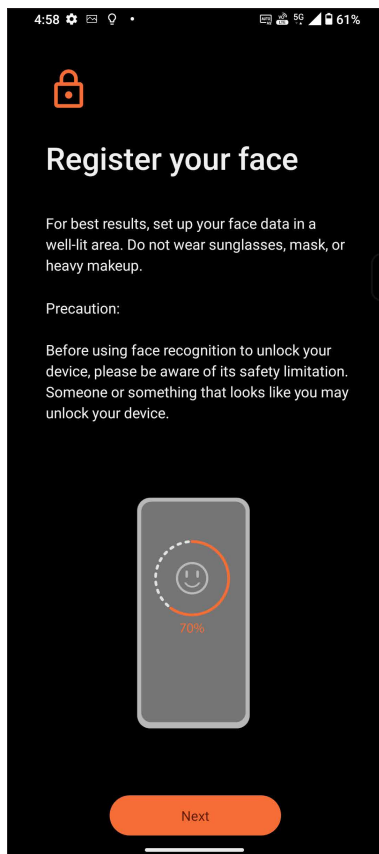 4:58
5G 61%
Register your face
For best results, set up your face data in a
well-lit area. Do not wear sunglasses, mask, or
heavy makeup.
Precaution:
Before using face recognition to unlock your
device, please be aware of its safety limitation.
Someone or something that looks like you may
unlock your device.
70%
Next